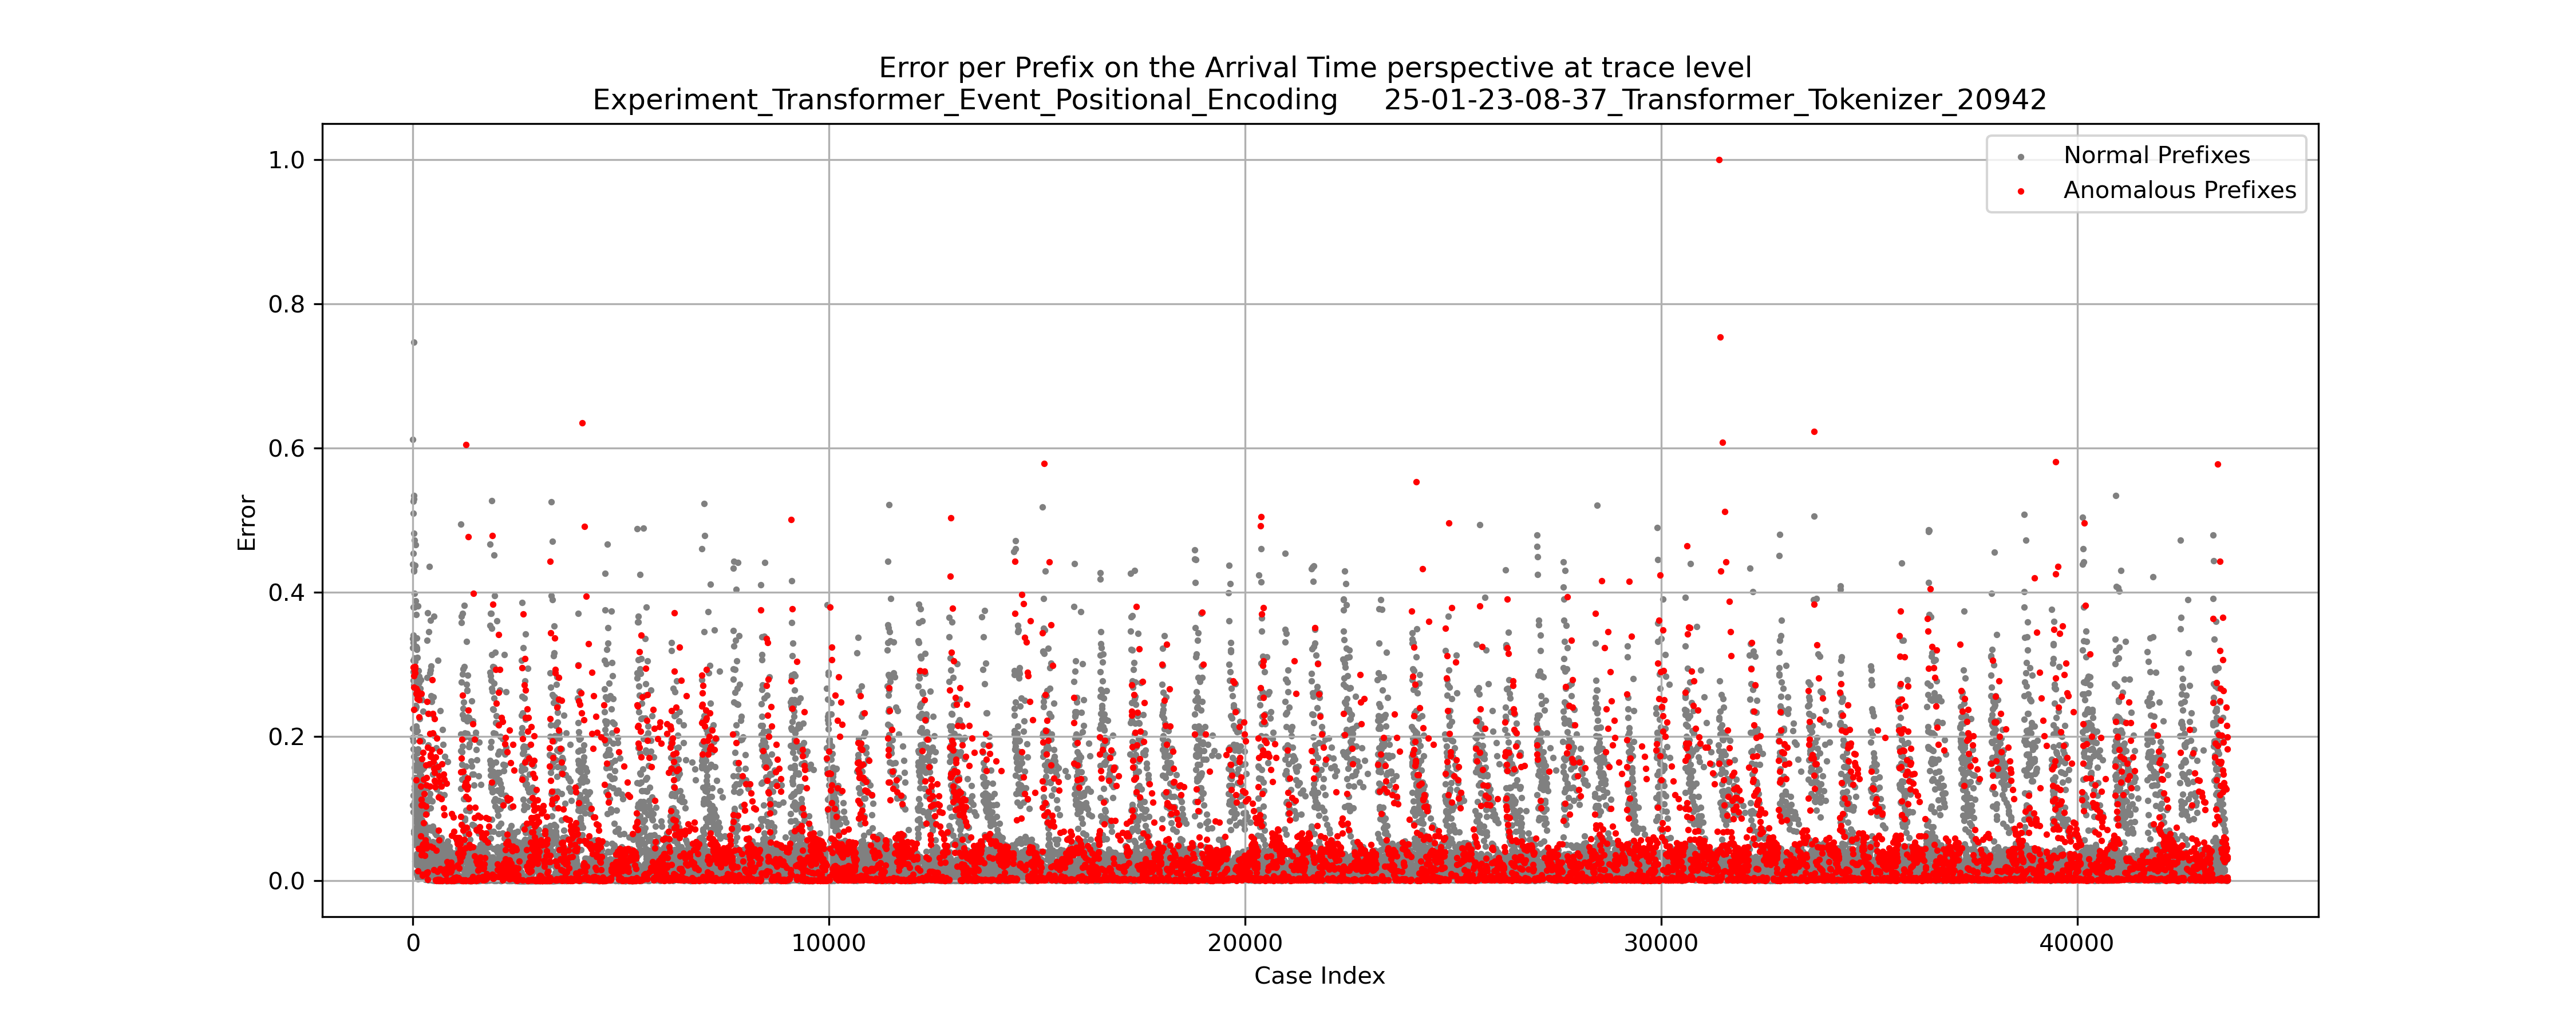 Error per Prefix on the Arrival Time perspective at trace level
Experiment_Transformer_Event_Positional_Encoding 25-01-23-08-37_Transformer_Tokenizer_20942
Normal Prefixes
Anomalous Prefixes
Error
1.0
0.8
0.6
0.4
0.2
0.0
0 10000 20000 30000 40000
Case Index